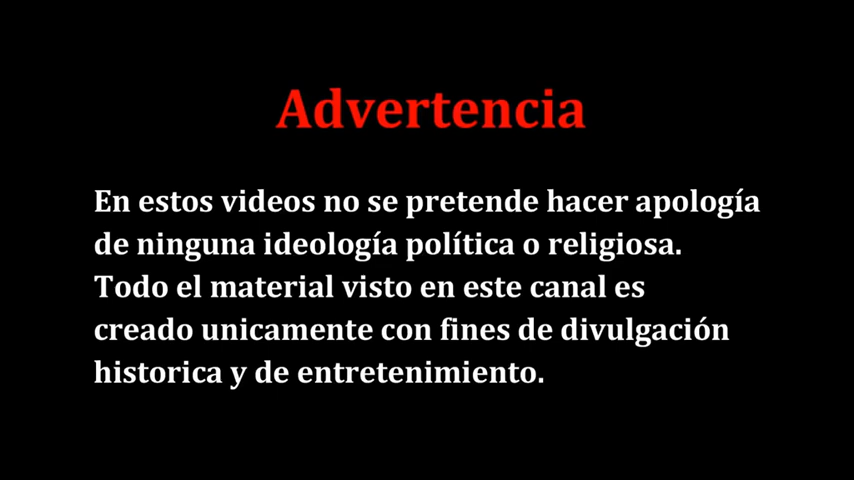 Advertencia
En estos videos no se pretende hacer apología
de ninguna ideología política o religiosa.
Todo el material visto en este canal es
creado unicamente con fines de divulgación
historica y de entretenimiento.